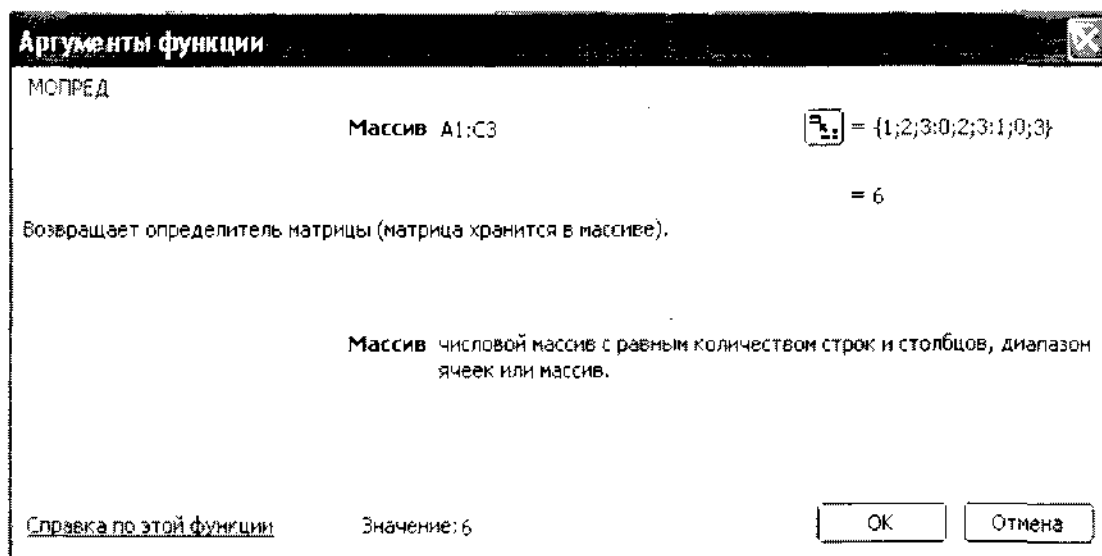 Аргументы функции
МОПРЕД
Массив A1:C3 = {1;2;3:0;2;3:1;0;3}
= 6
Возвращает определитель матрицы (матрица хранится в массиве).
Массив числовой массив с равным количеством строк и столбцов, диапазон
ячеек или массив.
Справка по этой функции Значение: 6 ОК Отмена